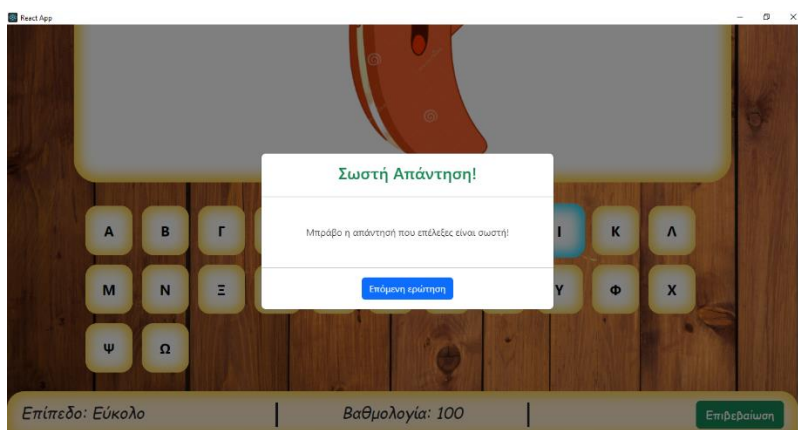 React App
Σωστή Απάντηση!
Α Β Γ Ι Κ Λ
Μπράβο η απάντησή που επέλεξες είναι σωστή!
Μ Ν Ξ Υ Φ Χ
Επόμενη ερώτηση
Ψ Ω
Επίπεδο: Εύκολο Βαθμολογία: 100 Επιβεβαίωση